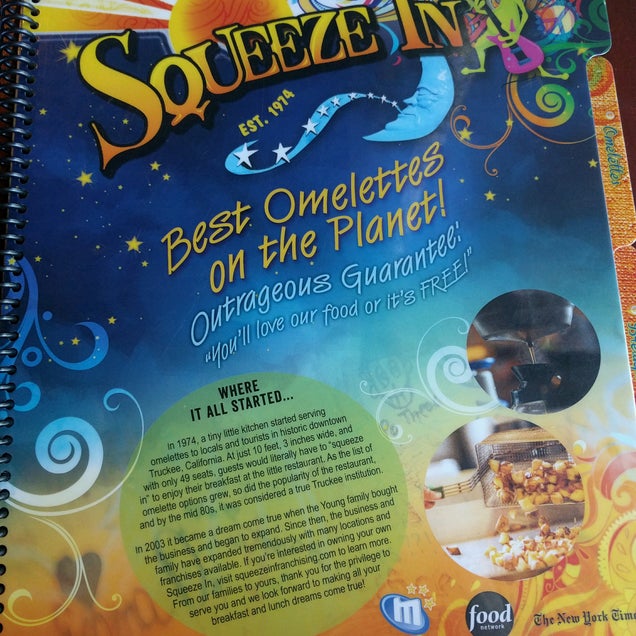 SQUEEZE IN
EST. 1974
Best Omelettes
on the Planet!
Outrageous Guarantee:
"You'll love our food or it's FREE!"
WHERE
IT ALL STARTED...
In 1974, a tiny little kitchen started serving
omelettes to locals and tourists in historic downtown
Truckee, California. At just 10 feet, 3 inches wide, and
with only 49 seats, guests would literally have to "squeeze
in" to enjoy their breakfast at the little restaurant. As the list of
omelette options grew, so did the popularity of the restaurant,
and by the mid 80s, it was considered a true Truckee institution.
In 2003 it became a dream come true when the Young family bought
the business and began to expand. Since then, the business and
family have expanded tremendously with many locations and
franchises available. If you're interested in owning your own
Squeeze In, visit squeezeinfranchising.com to learn more.
From our families to yours, thank you for the privilege to
serve you and we look forward to making all your
breakfast and lunch dreams come true!
Omelettes
m
food
network
The New York Time